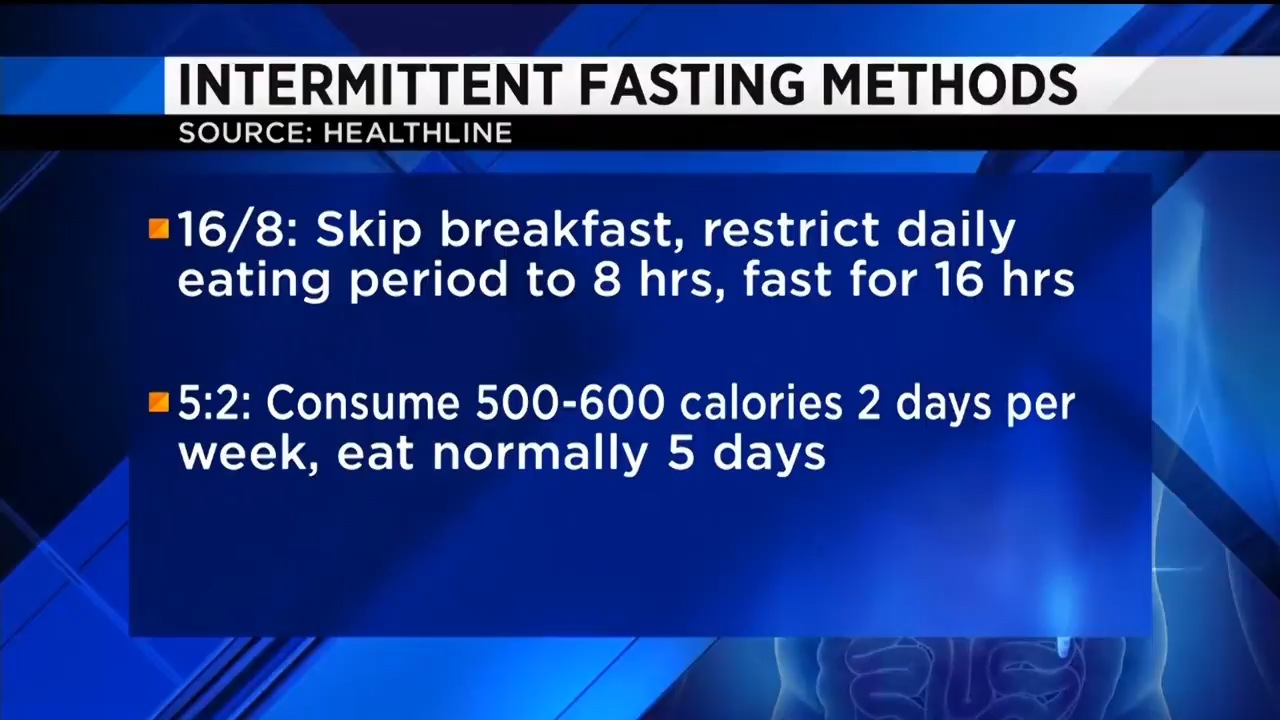 INTERMITTENT FASTING METHODS
SOURCE: HEALTHLINE
16/8: Skip breakfast, restrict daily
eating period to 8 hrs, fast for 16 hrs
5:2: Consume 500-600 calories 2 days per
week, eat normally 5 days